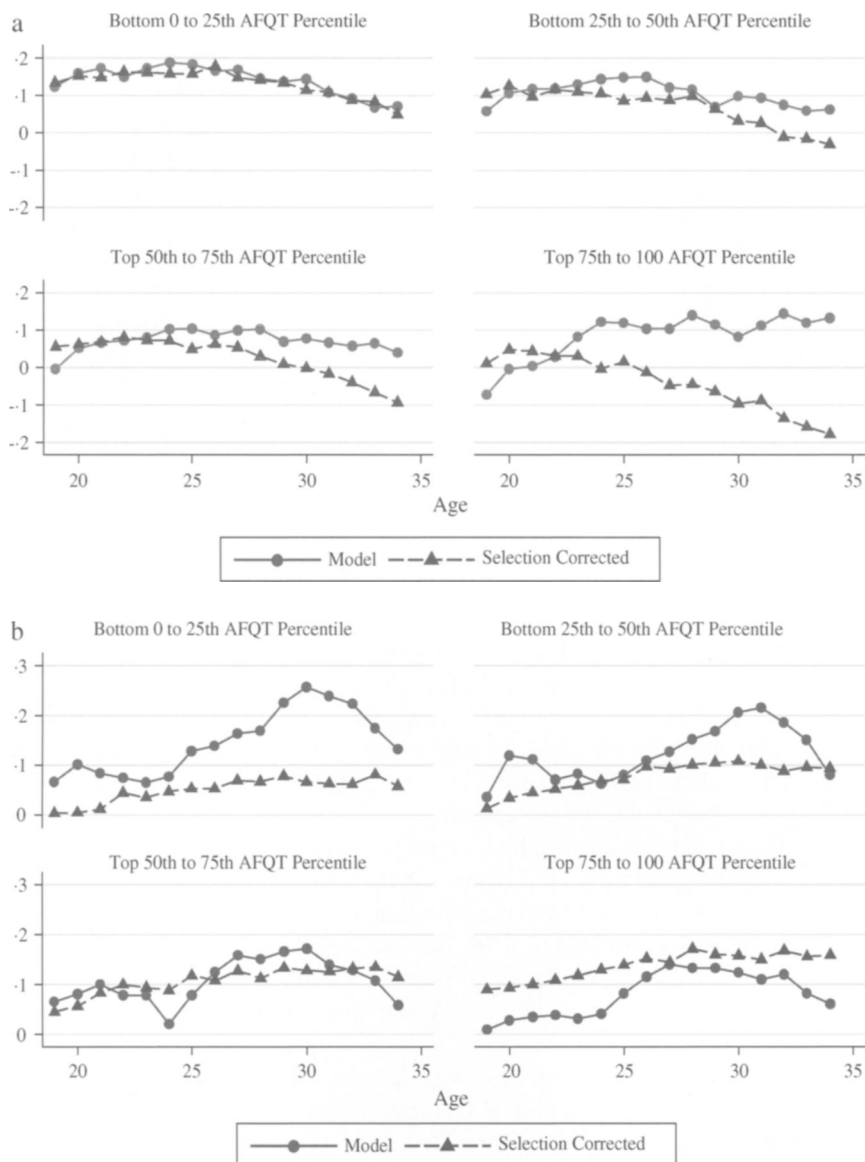 a
Bottom 0 to 25th AFQT Percentile
Bottom 25th to 50th AFQT Percentile
·2
·1
0
-·1
-·2
Top 50th to 75th AFQT Percentile
Top 75th to 100 AFQT Percentile
·2
·1
0
-·1
-·2
20 25 30 35 20 25 30 35
Age
Model Selection Corrected
b
Bottom 0 to 25th AFQT Percentile
Bottom 25th to 50th AFQT Percentile
·3
·2
·1
0
Top 50th to 75th AFQT Percentile
Top 75th to 100 AFQT Percentile
·3
·2
·1
0
20 25 30 35 20 25 30 35
Age
Model Selection Corrected